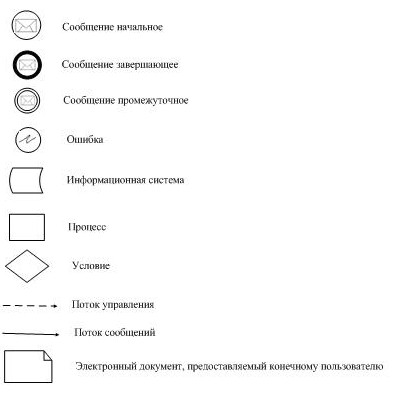 Сообщение начальное
Сообщение завершающее
Сообщение промежуточное
Ошибка
Информационная система
Процесс
Условие
Поток управления
Поток сообщений
Электронный документ, предоставляемый конечному пользователю